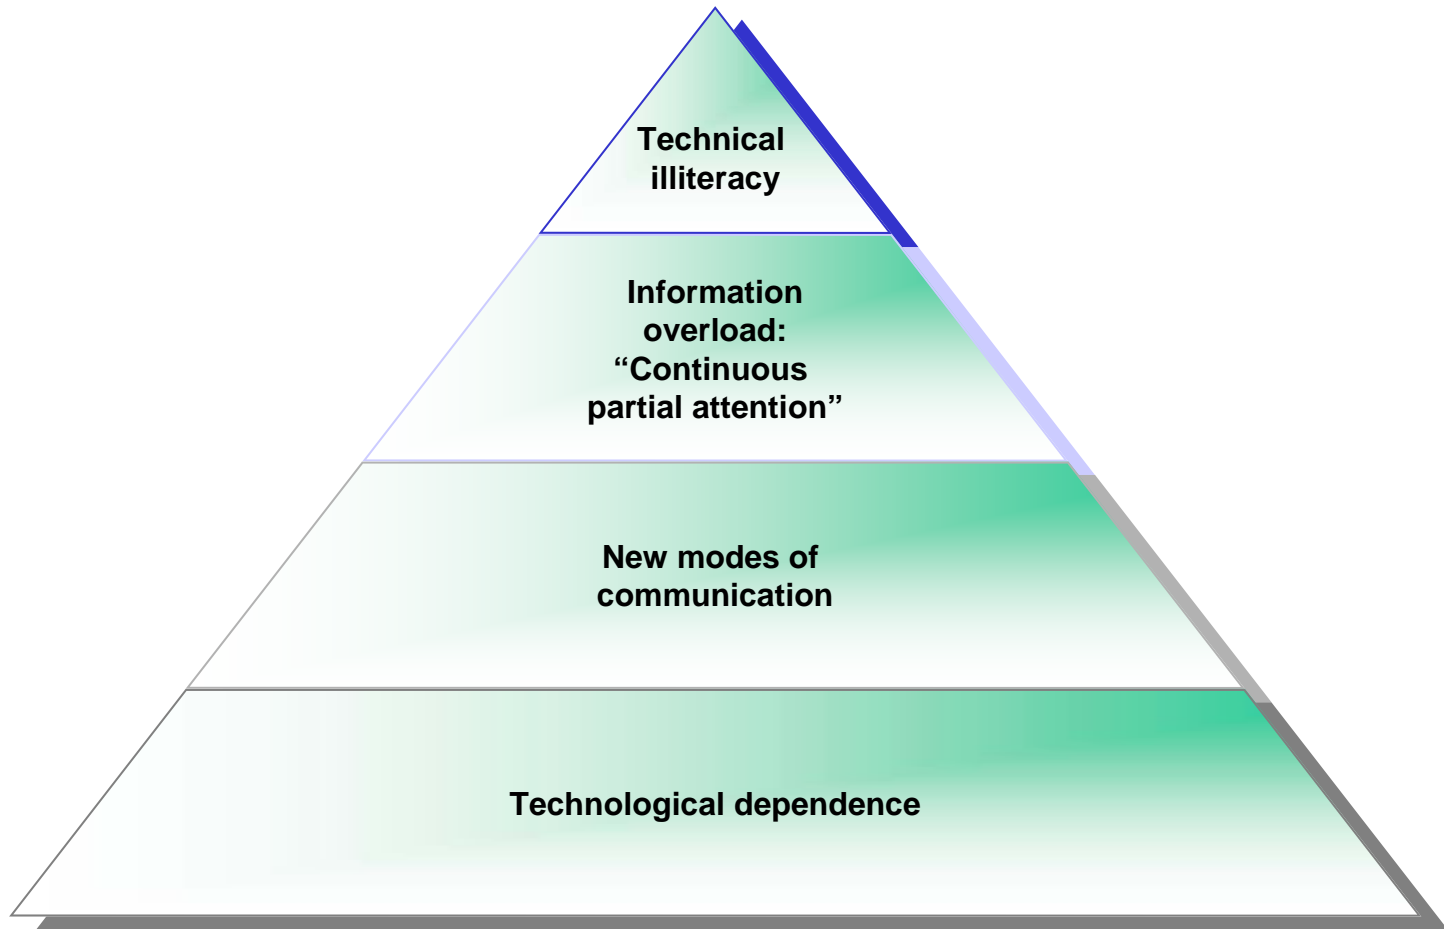 Technical
illiteracy
Information
overload:
“Continuous
partial attention”
New modes of
communication
Technological dependence